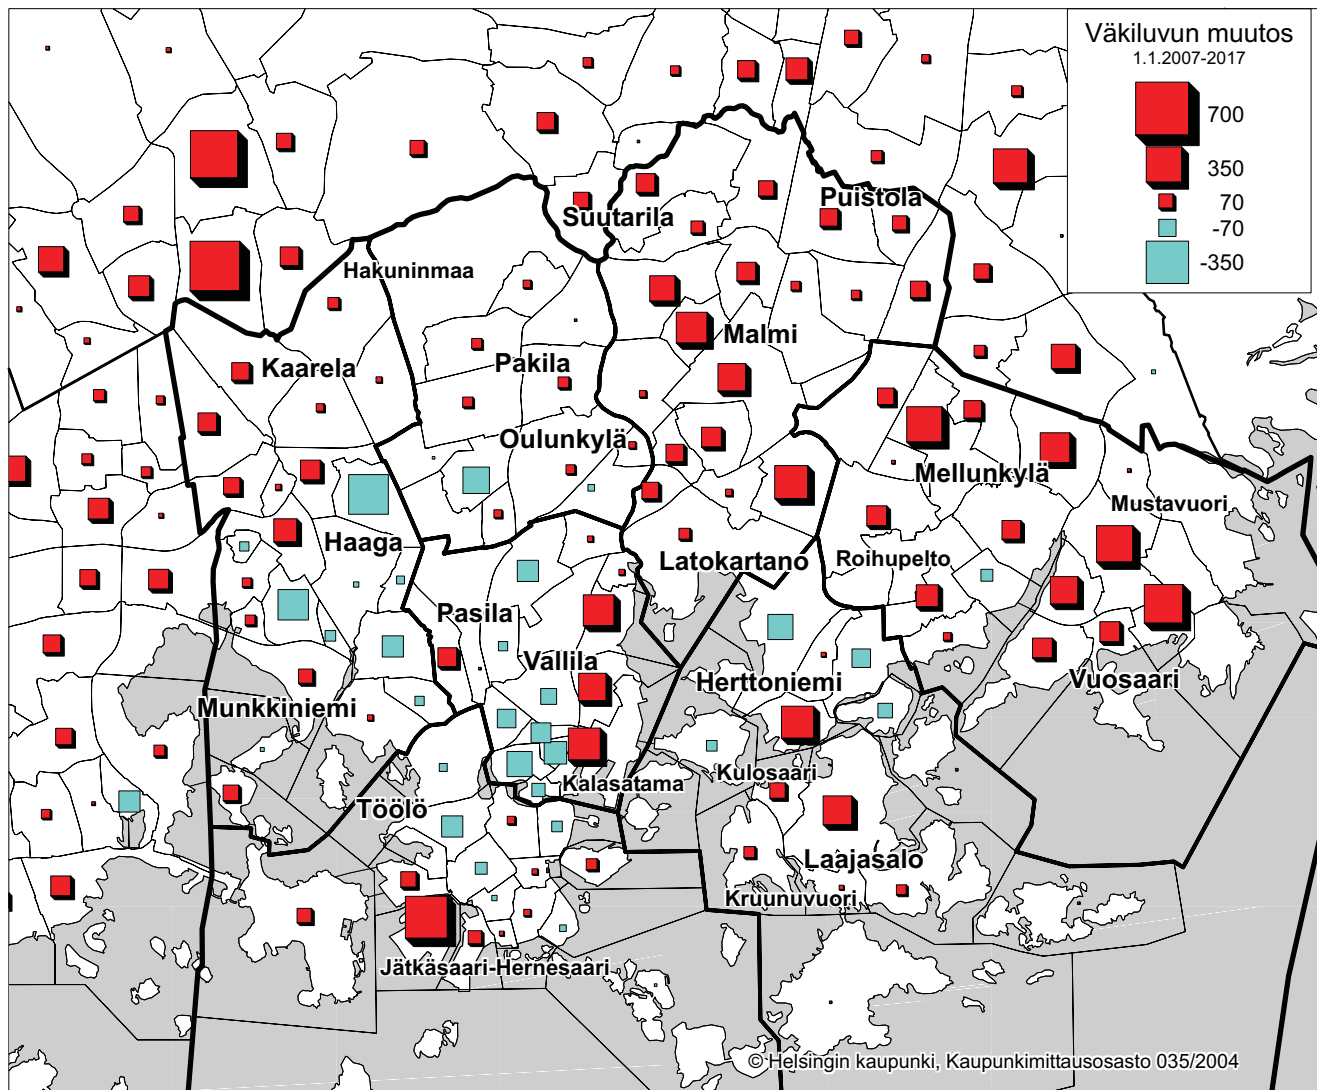 Väkiluvun muutos
1.1.2007-2017
700
350
70
-70
-350
Puistola
Suutarila
Hakuninmaa
Malmi
Kaarela
Pakila
Oulunkylä
Mellunkylä
Mustavuori
Haaga
Latokartano
Roihupelto
Pasila
Vallila
Herttoniemi
Vuosaari
Munkkiniemi
Kulosaari
Kalasatama
Töölö
Laajasalo
Kruunuvuori
Jätkäsaari-Hernesaari
© Helsingin kaupunki, Kaupunkimittausosasto 035/2004